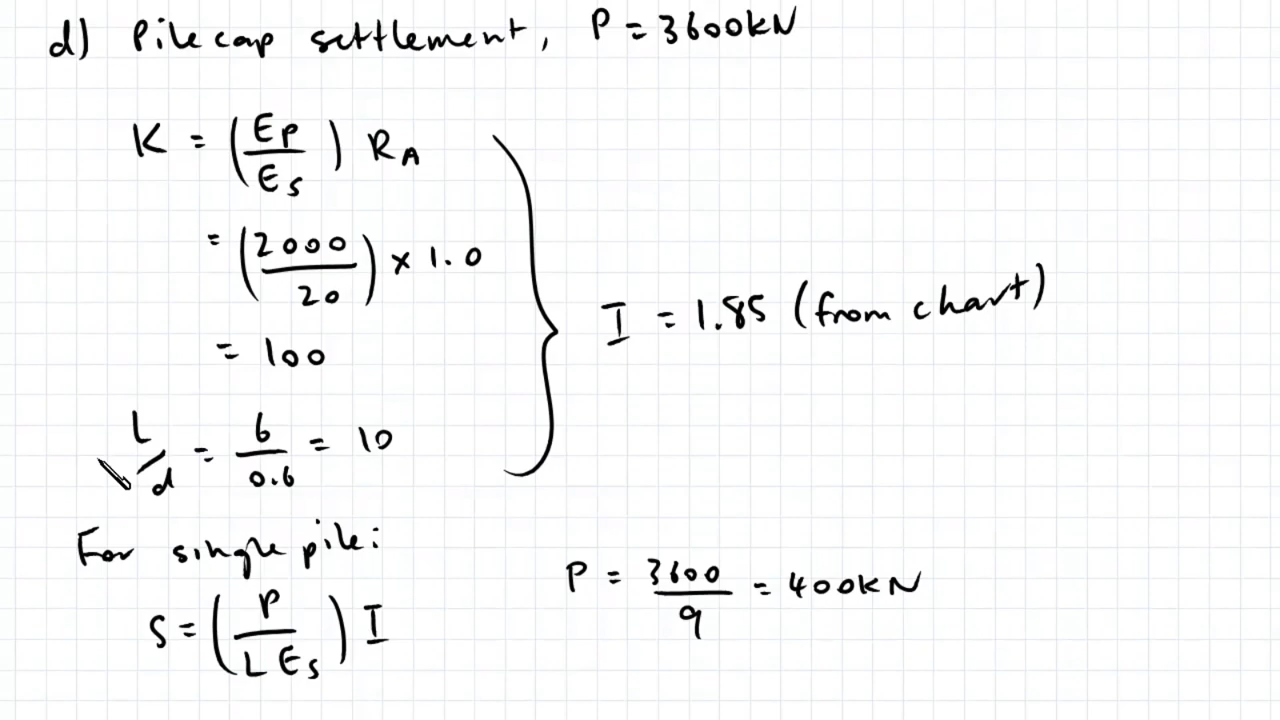 d) Pile cap settlement, P = 3600kN
K = (EP/ES) RA
= (2000/20) × 1.0
= 100
I = 1.85 (from chart)
L/d = 6/0.6 = 10
For single pile:
S = (P/L ES) I
P = 3600/9 = 400kN